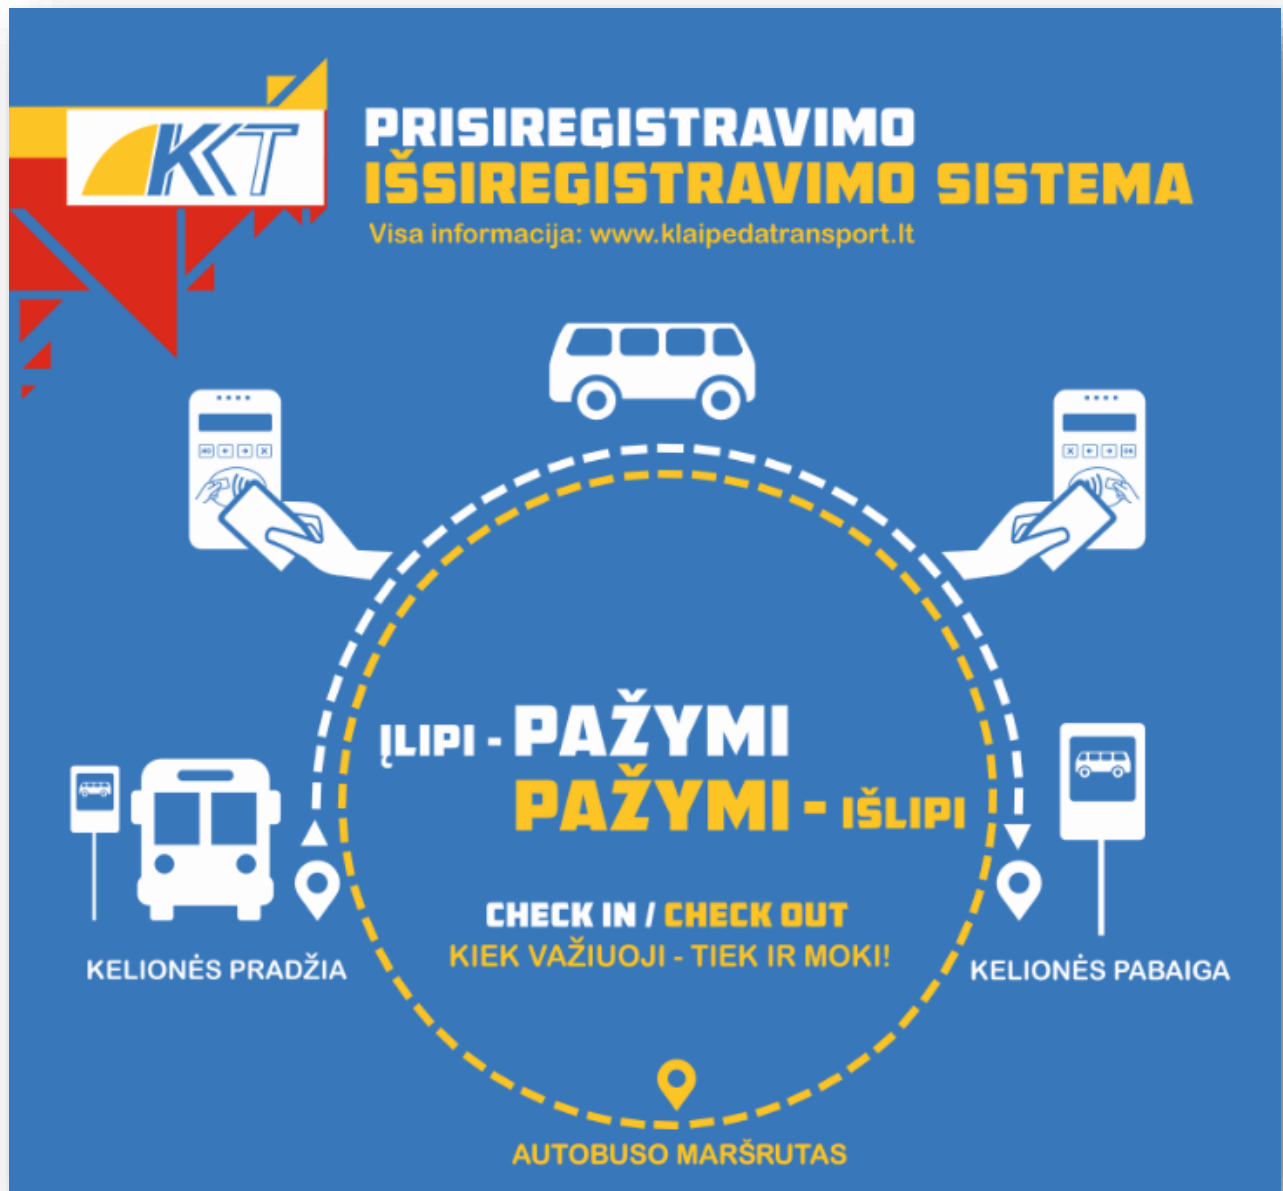 KKT
PRISIREGISTRAVIMO
IŠSIREGISTRAVIMO SISTEMA
Visa informacija: www.klaipedatransport.lt
ĮLIPI - PAŽYMI
PAŽYMI - IŠLIPI
CHECK IN / CHECK OUT
KIEK VAŽIUOJI - TIEK IR MOKI!
KELIONĖS PRADŽIA
KELIONĖS PABAIGA
AUTOBUSO MARŠRUTAS